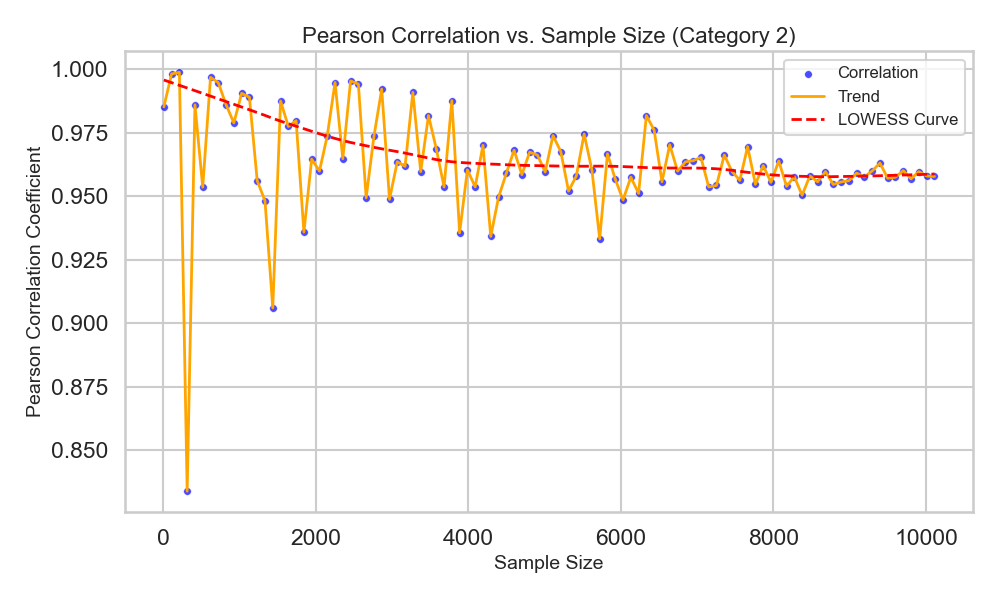 Pearson Correlation vs. Sample Size (Category 2)
Correlation
Trend
LOWESS Curve
1.000
0.975
0.950
0.925
0.900
0.875
0.850
Pearson Correlation Coefficient
0
2000
4000
6000
8000
10000
Sample Size